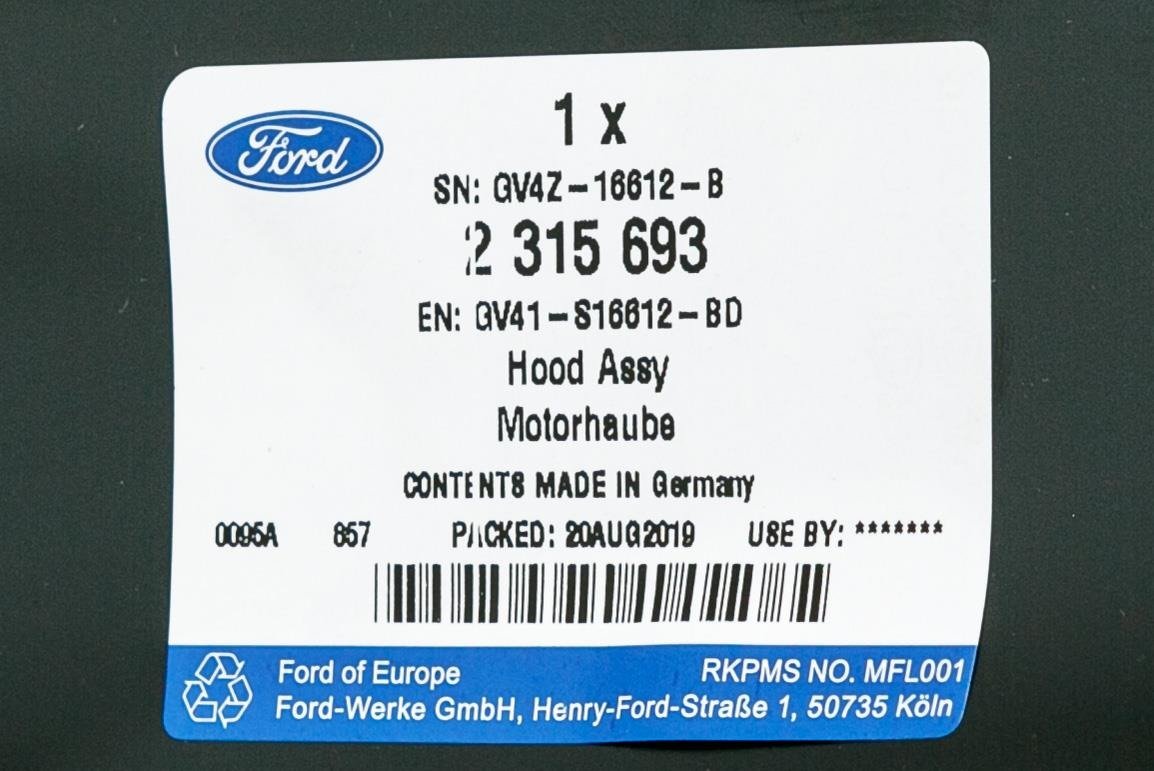 Ford
1 x
SN: GV4Z-16612-B
2 315 693
EN: GV41-S16612-BD
Hood Assy
Motorhaube
CONTENTS MADE IN Germany
0095A 857 PACKED: 20AUG2019 USE BY: *******
Ford of Europe RKPMS NO. MFL001
Ford-Werke GmbH, Henry-Ford-Straße 1, 50735 Köln